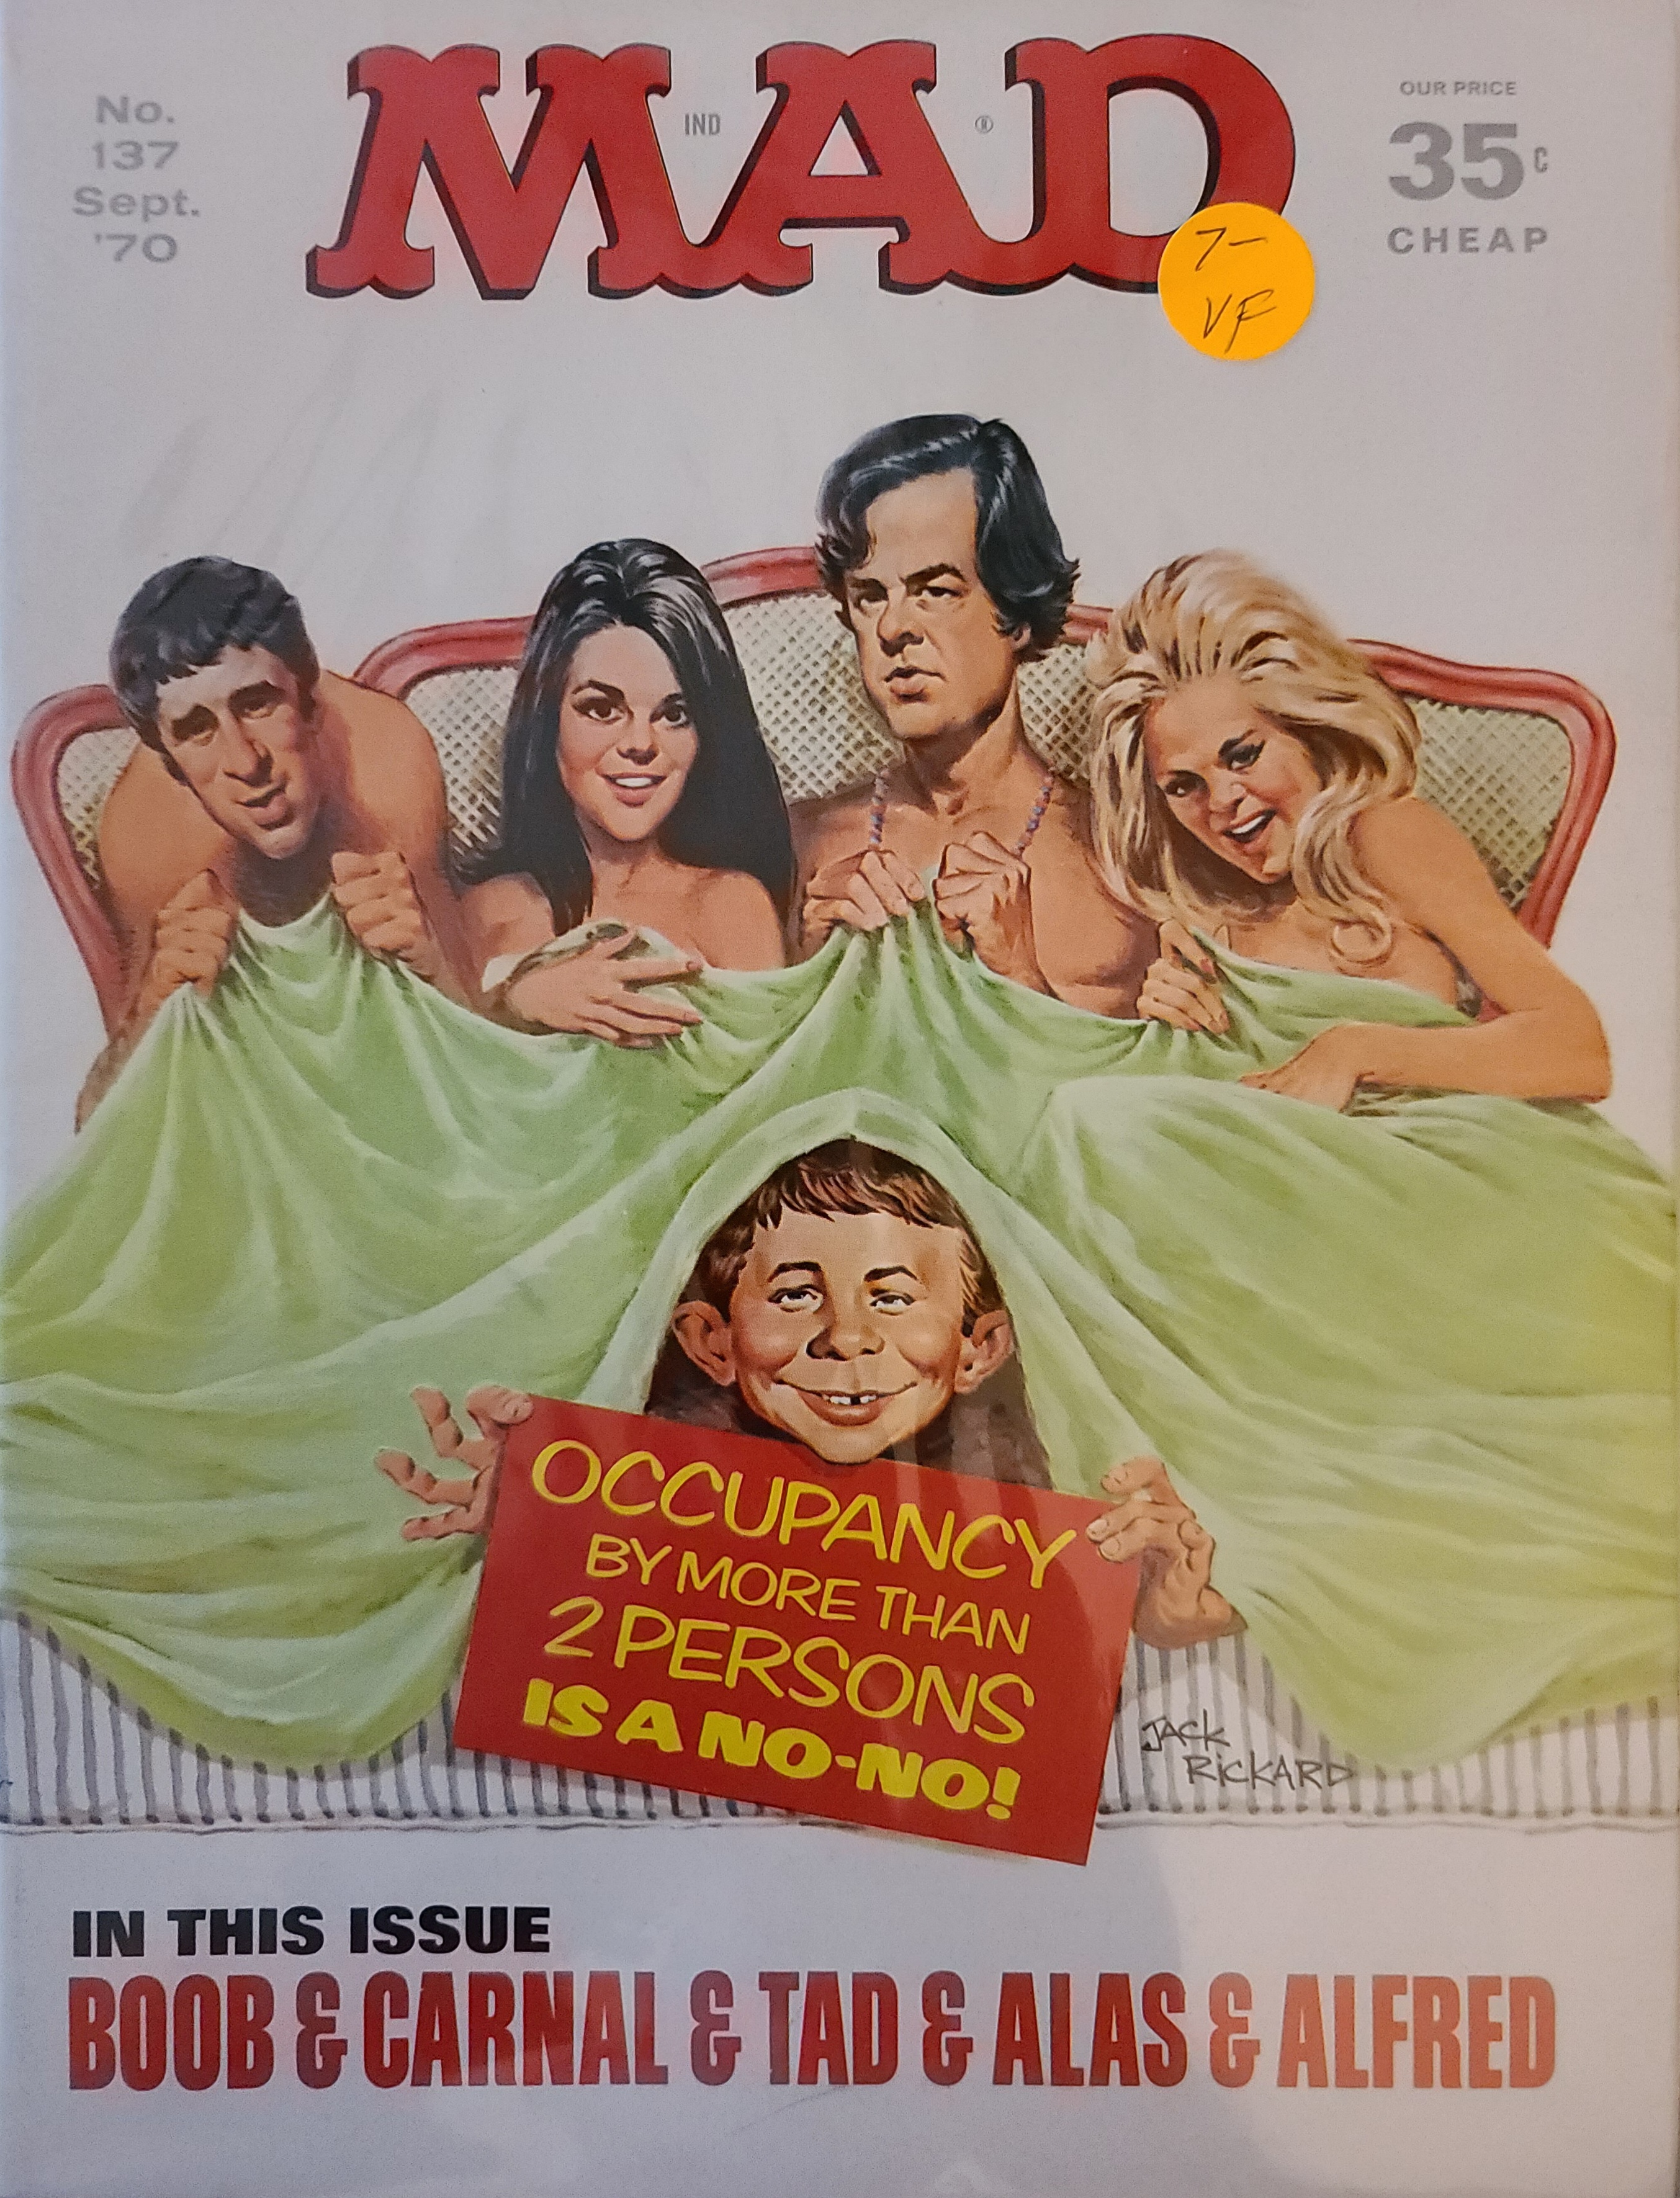 MAD
IND
®
No.
137
Sept.
'70
OUR PRICE
35c
CHEAP
7-
VF
OCCUPANCY
BY MORE THAN
2 PERSONS
IS A NO-NO!
JACK
RICKARD
IN THIS ISSUE
BOOB & CARNAL & TAD & ALAS & ALFRED